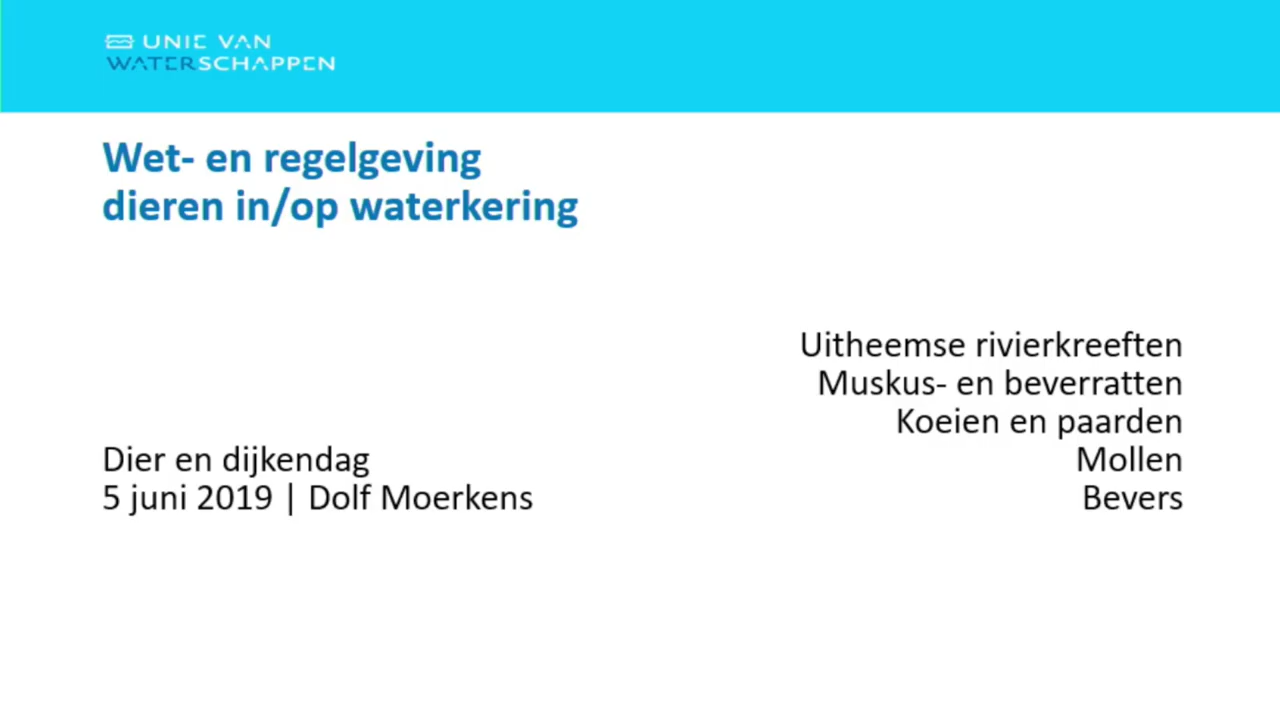 UNIE VAN
WATERSCHAPPEN
Wet- en regelgeving
dieren in/op waterkering
Uitheemse rivierkreeften
Muskus- en beverratten
Koeien en paarden
Mollen
Bevers
Dier en dijkendag
5 juni 2019 | Dolf Moerkens